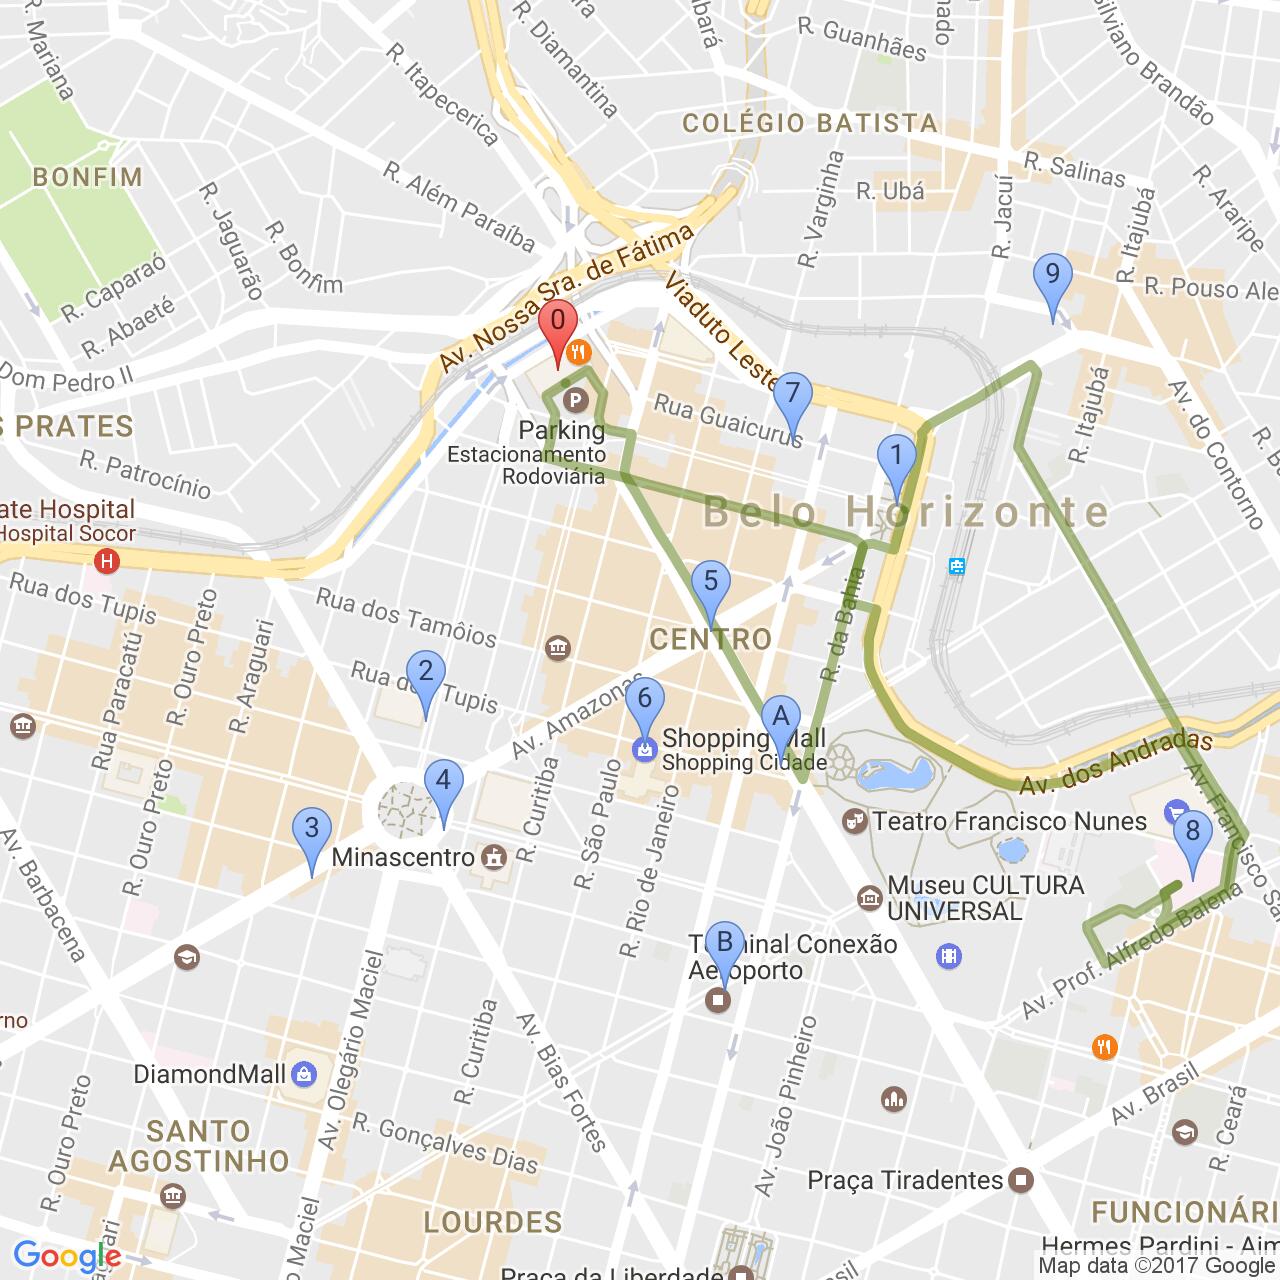 R. Mariana
R. Itapecerica
R. Diamantina
R. Guanhães
Silviano Brandão
COLÉGIO BATISTA
BONFIM
R. Além Paraíba
R. Jaguarão
R. Bonfim
R. Varginha
R. Ubá
R. Salinas
R. Jacuí
R. Itajubá
R. Araripe
R. Caparaó
R. Abaeté
Av. Nossa Sra. de Fátima
Viaduto Leste
9
R. Pouso Ale
0
Dom Pedro II
S PRATES
R. Patrocínio
P
Parking
Estacionamento
Rodoviária
Rua Guaicurus
7
R. Itajubá
Av. do Contorno
1
Belo Horizonte
ate Hospital
Hospital Socor
H
Rua dos Tupis
Rua dos Tamôios
5
CENTRO
R. da Bahia
Rua Paracatú
R. Ouro Preto
R. Araguari
2
6
A
Shopping Mall
Shopping Cidade
Av. Amazonas
Av. dos Andradas
R. Ouro Preto
4
3
R. Curitiba
R. São Paulo
R. Rio de Janeiro
Minascentro
Teatro Francisco Nunes
8
Av. Francisco Sa
Museu CULTURA
UNIVERSAL
Av. Barbacena
B
Terminal Conexão
Aeroporto
Av. Prof. Alfredo Balena
Av. Olegário Maciel
rno
R. Curitiba
Av. Bias Fortes
Av. João Pinheiro
DiamondMall
R. Ouro Preto
SANTO
AGOSTINHO
R. Gonçalves Dias
Av. Brasil
R. Ceará
Praça Tiradentes
LOURDES
FUNCIONÁRI
Hermes Pardini - Aim
Praça da Liberdade
Google
Map data ©2017 Google